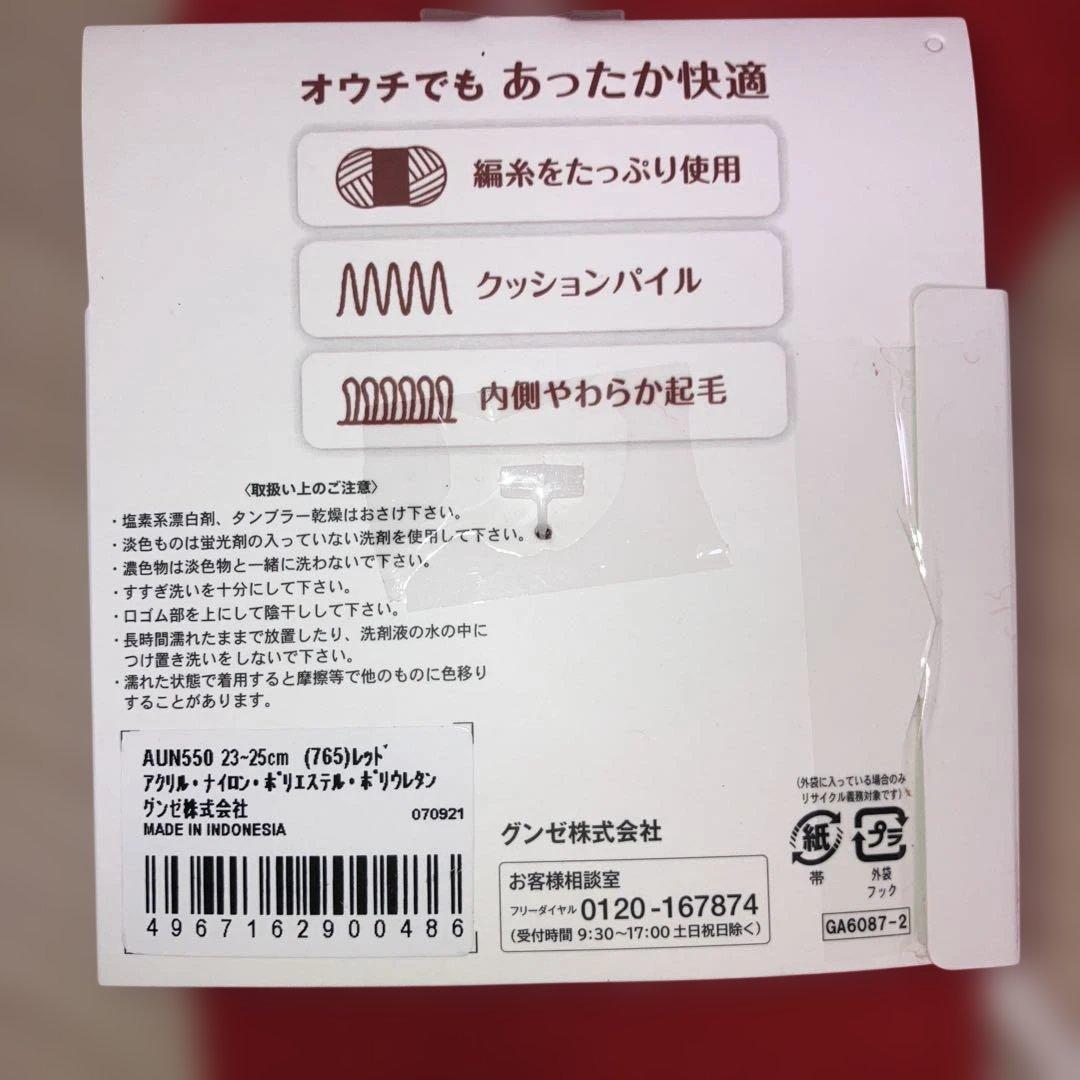 オウチでも あったか快適
編糸をたっぷり使用
クッションパイル
内側やわらか起毛
〈取扱い上のご注意〉
・塩素系漂白剤、タンブラー乾燥はおさけ下さい。
・淡色ものは蛍光剤の入っていない洗剤を使用して下さい。
・濃色物は淡色物と一緒に洗わないで下さい。
・すすぎ洗いを十分にして下さい。
・口ゴム部を上にして陰干しして下さい。
・長時間濡れたままで放置したり、洗剤液の水の中に
つけ置き洗いをしないで下さい。
・濡れた状態で着用すると摩擦等で他のものに色移り
することがあります。
AUN550 23~25cm (765)ﾚｯﾄﾞ
ｱｸﾘﾙ・ﾅｲﾛﾝ・ﾎﾟﾘｴｽﾃﾙ・ﾎﾟﾘｳﾚﾀﾝ
グンゼ株式会社 070921
MADE IN INDONESIA
4967162900486
グンゼ株式会社
お客様相談室
フリーダイヤル 0120-167874
(受付時間 9:30〜17:00 土日祝日除く)
(外袋に入っている場合のみ
リサイクル義務対象です)
紙 プラ
帯 外袋
フック
GA6087-2